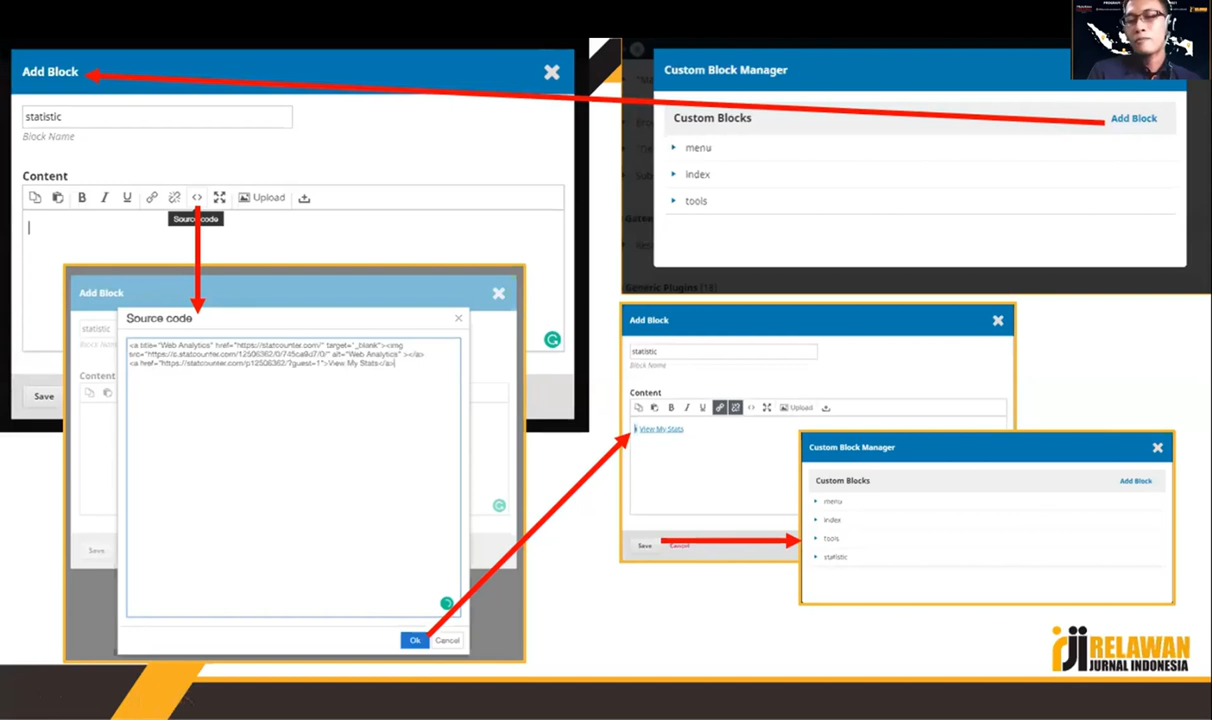 Add Block
statistic
Block Name
Content
B I U Upload
Source code
Save
Add Block
statistic
Content
Save
Source code
<a title="Web Analytics" href="https://statcounter.com/" target="_blank"><img
src="https://c.statcounter.com/12506362/0/745ca9d7/0/" alt="Web Analytics" ></a>
<a href="https://statcounter.com/p12506362/?guest=1">View My Stats</a>
Ok Cancel
Custom Block Manager
Custom Blocks Add Block
menu
index
tools
Generic Plugins (18)
Add Block
statistic
Block Name
Content
B I U Upload
View My Stats
Save Cancel
Custom Block Manager
Custom Blocks Add Block
menu
index
tools
statistic
RELAWAN
JURNAL INDONESIA